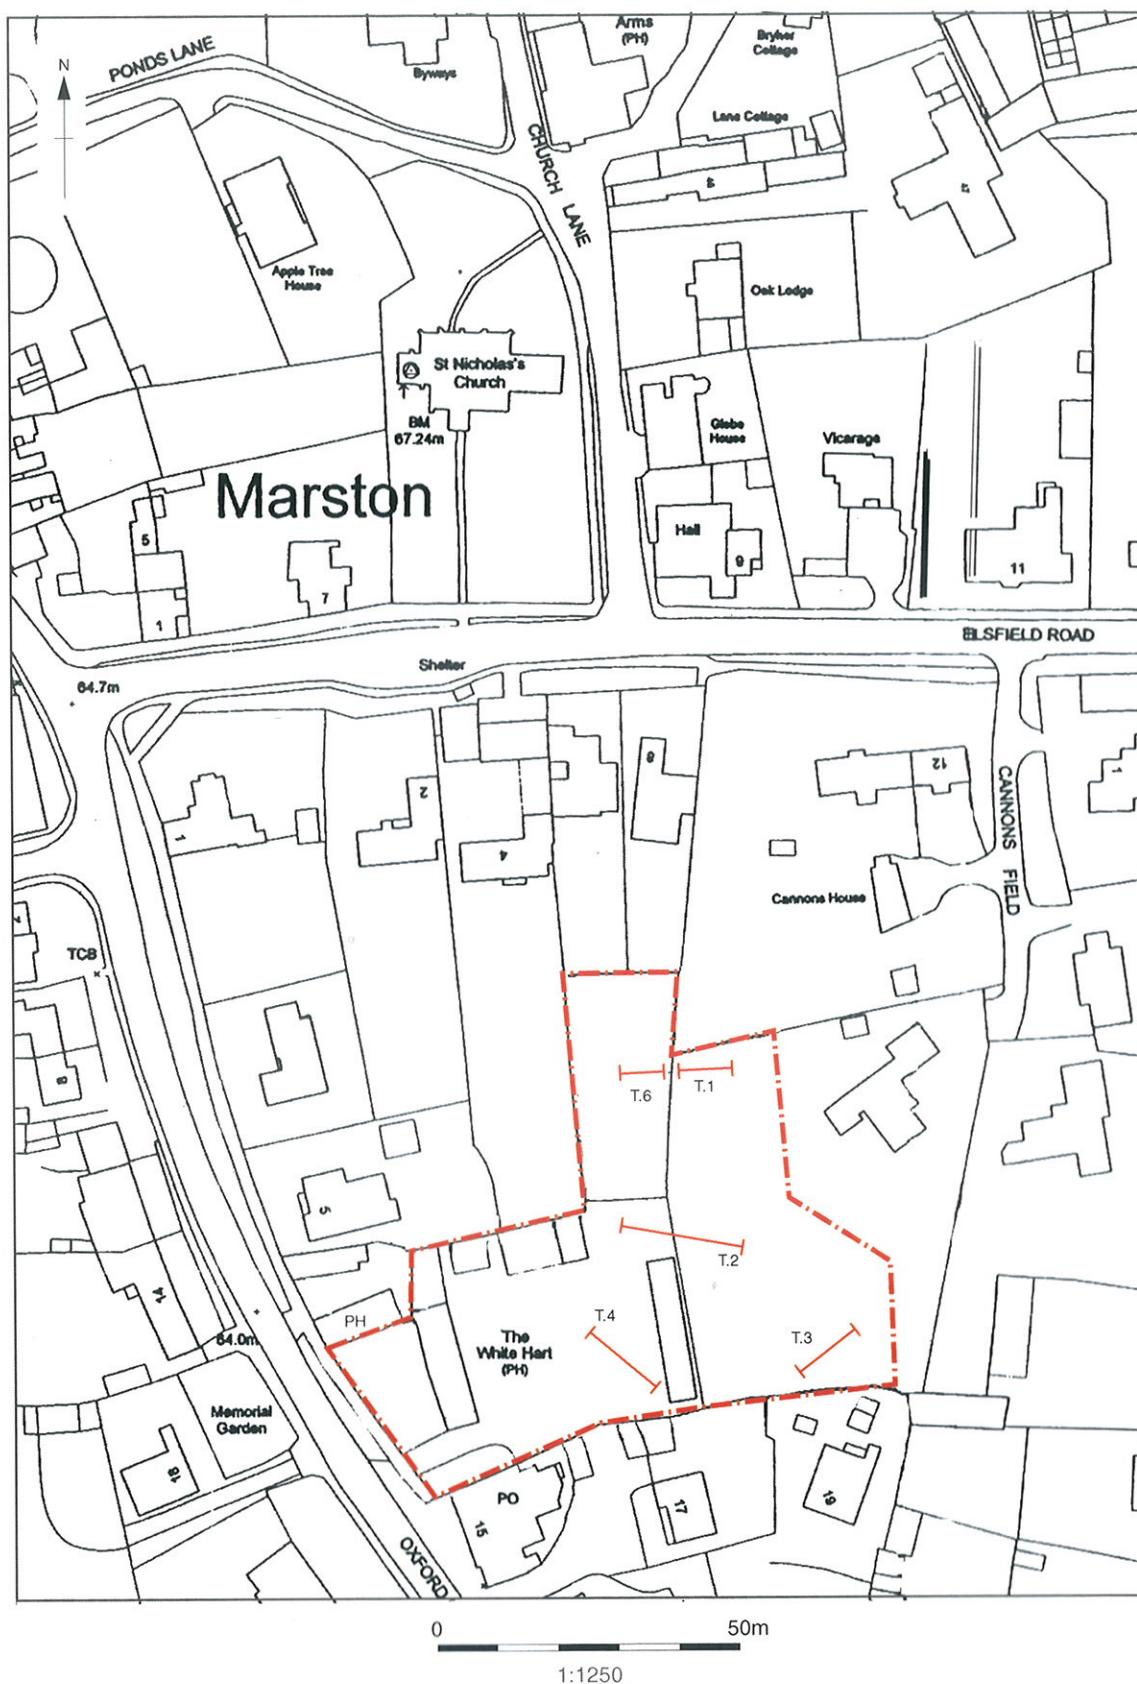 Arms
(PH)
Bryher
Cottage
PONDS LANE
Byways
N
Lane Cottage
CHURCH LANE
Apple Tree
House
Oak Lodge
St Nicholas's
Church
BM
67.24m
Glebe
House
Vicarage
Marston
Hall
5
9
11
7
1
ELSFIELD ROAD
Shelter
64.7m
CANNONS FIELD
8
12
1
2
1
4
Cannons House
TCB
T.6
T.1
5
T.2
14
PH
T.4
T.3
64.0m
The
White Hart
(PH)
Memorial
Garden
16
PO
15
17
19
OXFORD
0
50m
1:1250